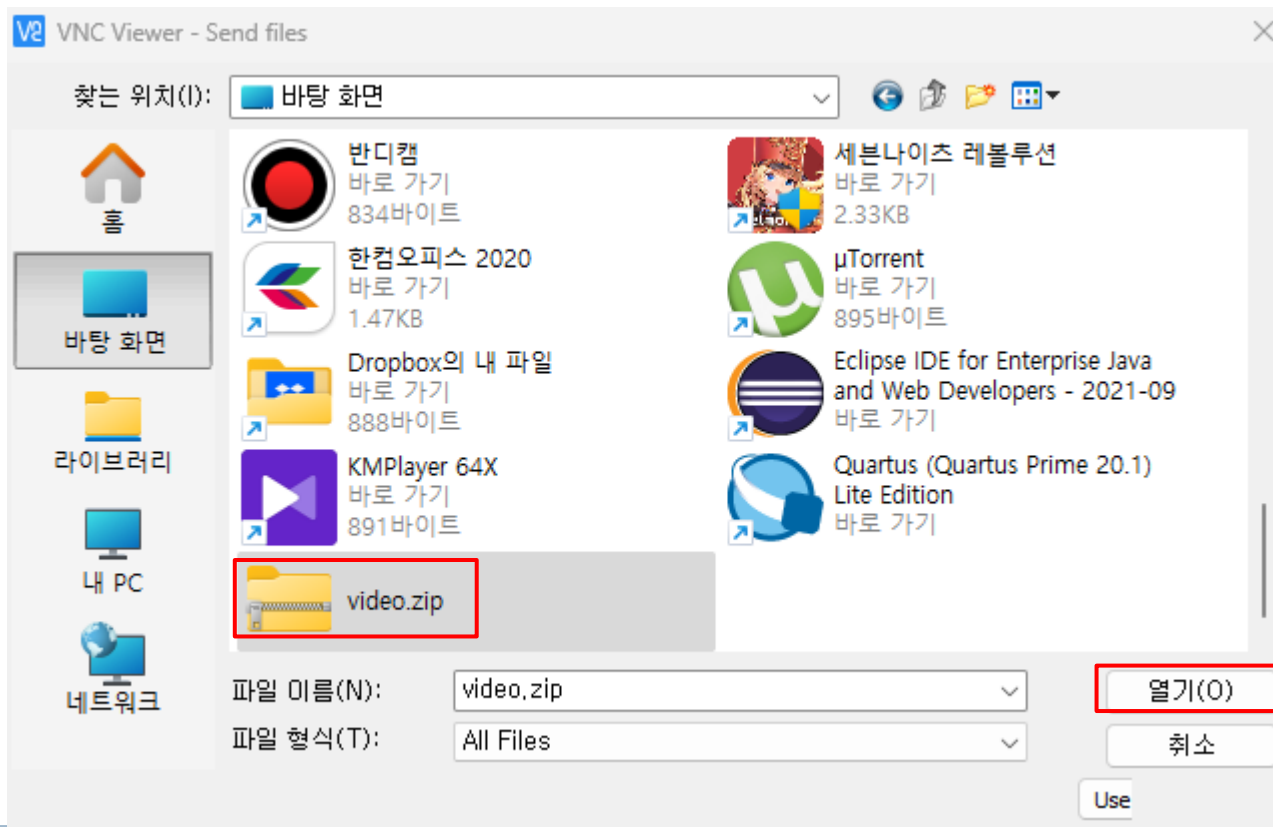 VNC Viewer - Send files
찾는 위치(I):
바탕 화면
홈
바탕 화면
라이브러리
내 PC
네트워크
반디캠
바로 가기
834바이트
세븐나이츠 레볼루션
바로 가기
2.33KB
한컴오피스 2020
바로 가기
1.47KB
µTorrent
바로 가기
895바이트
Dropbox의 내 파일
바로 가기
888바이트
Eclipse IDE for Enterprise Java
and Web Developers - 2021-09
바로 가기
KMPlayer 64X
바로 가기
891바이트
Quartus (Quartus Prime 20.1)
Lite Edition
바로 가기
video.zip
파일 이름(N):
video.zip
열기(O)
파일 형식(T):
All Files
취소
Use